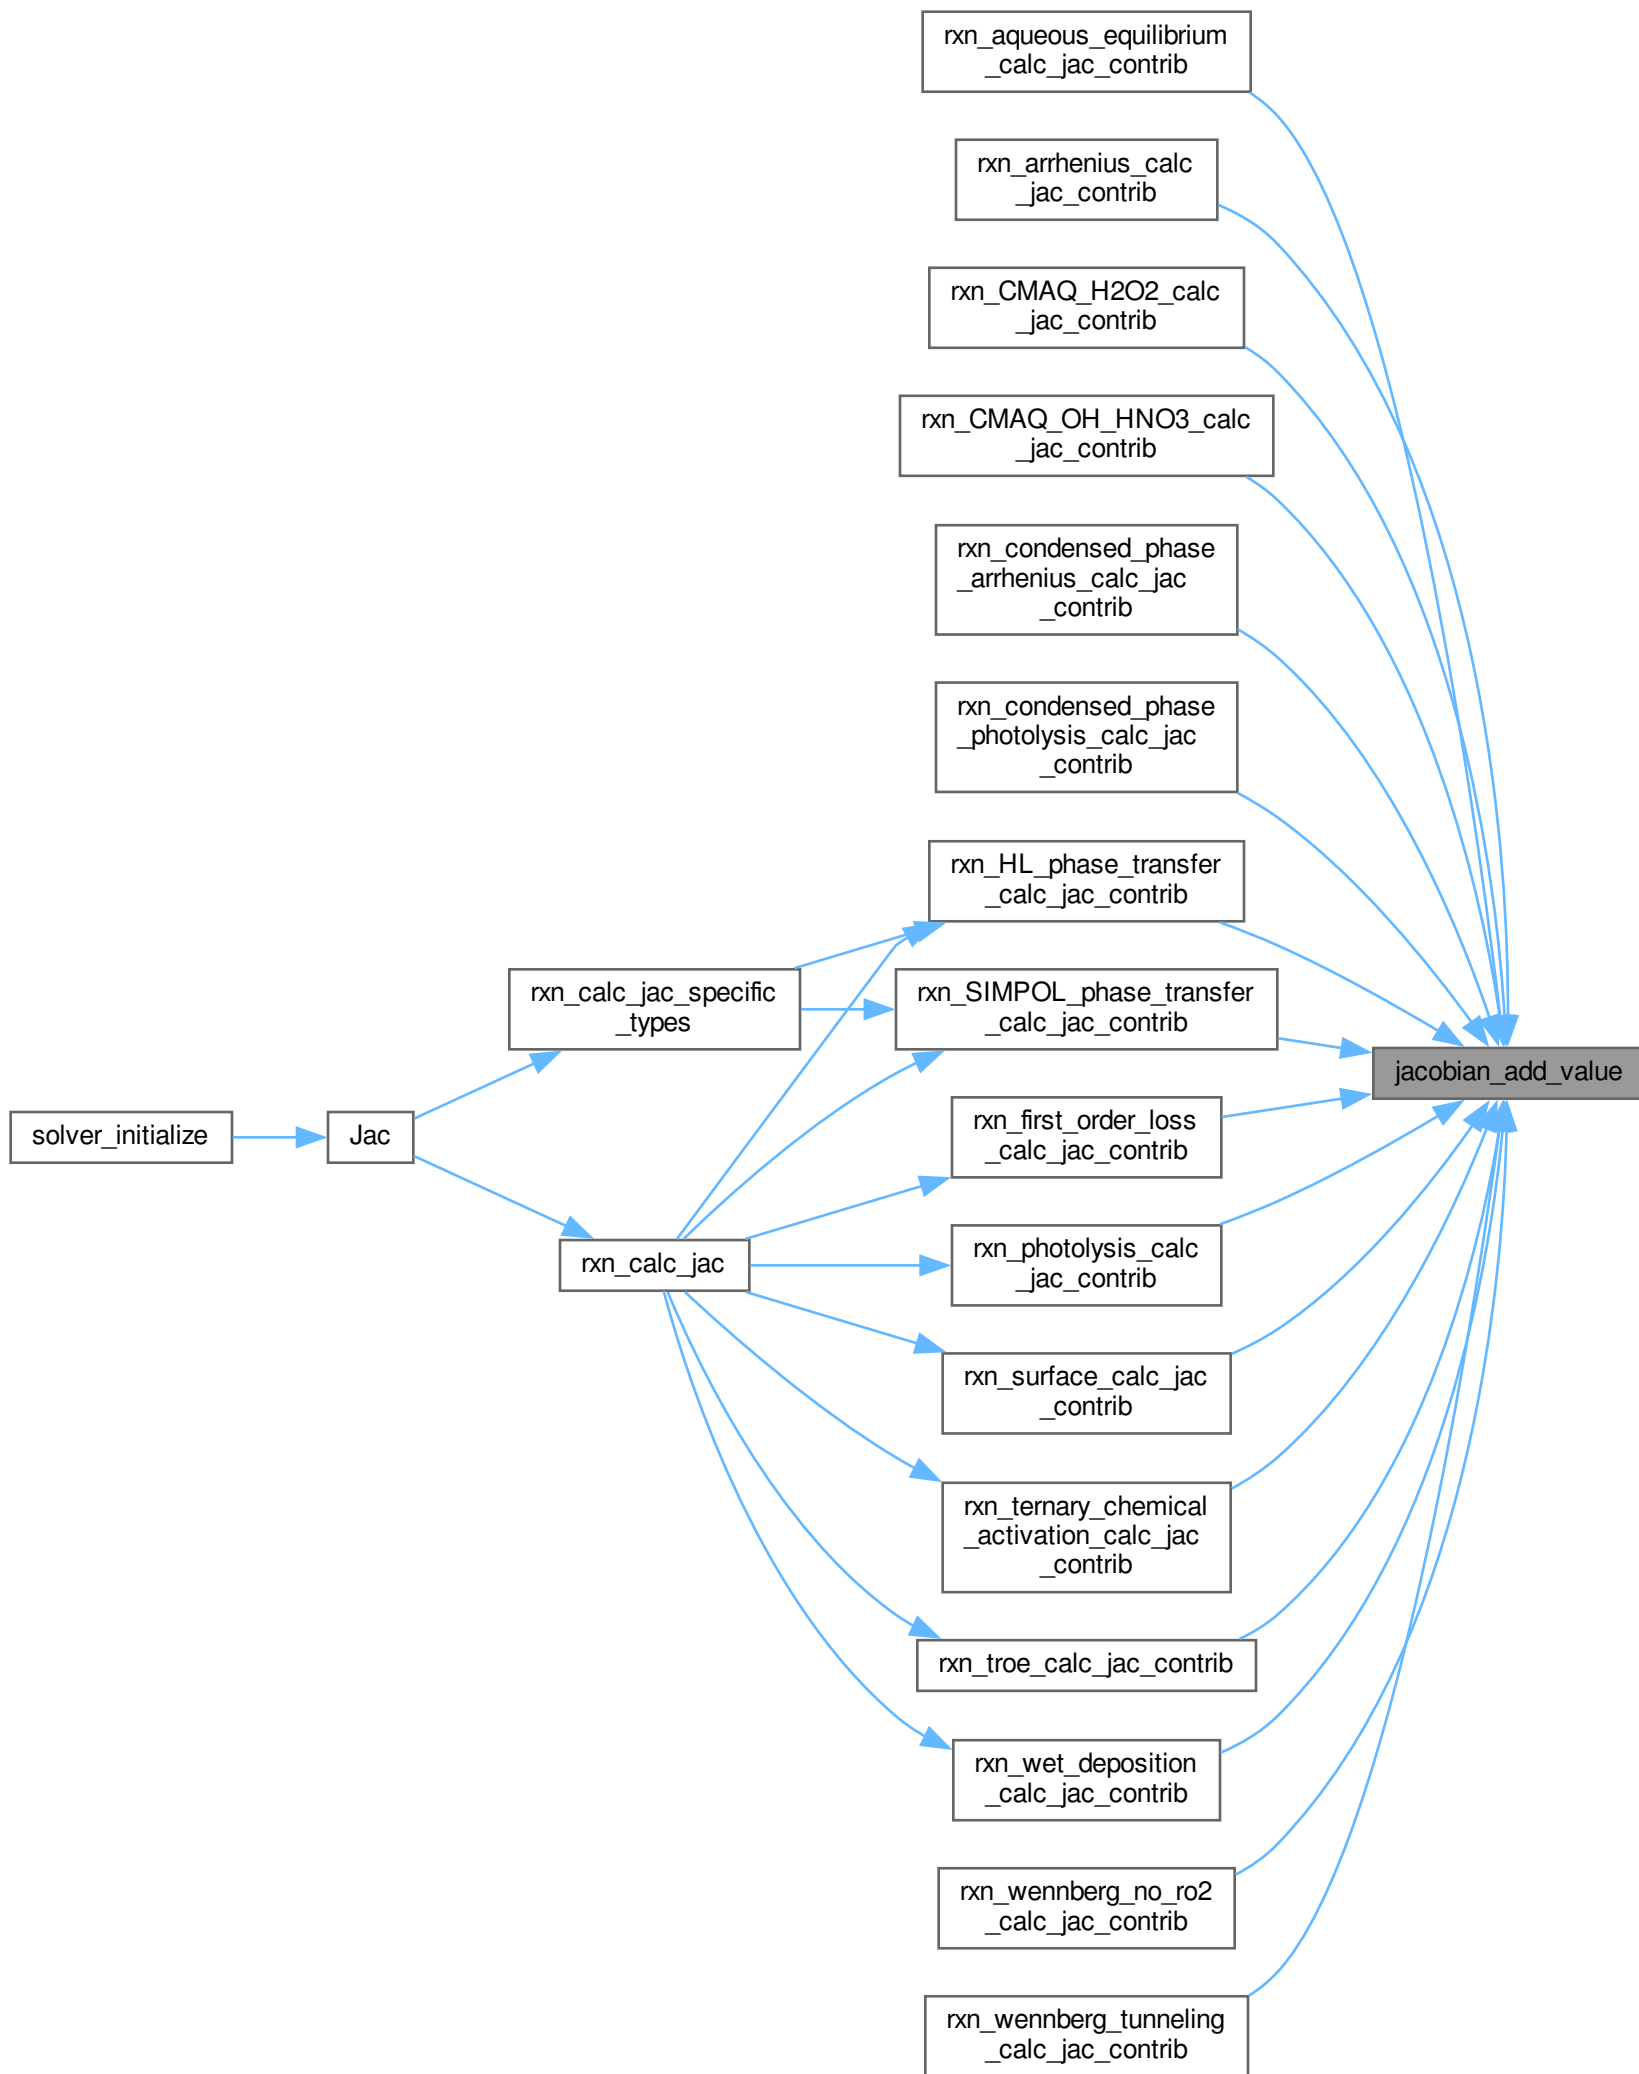 rxn_aqueous_equilibrium
_calc_jac_contrib
rxn_arrhenius_calc
_jac_contrib
rxn_CMAQ_H2O2_calc
_jac_contrib
rxn_CMAQ_OH_HNO3_calc
_jac_contrib
rxn_condensed_phase
_arrhenius_calc_jac
_contrib
rxn_condensed_phase
_photolysis_calc_jac
_contrib
rxn_HL_phase_transfer
_calc_jac_contrib
rxn_calc_jac_specific
_types
rxn_SIMPOL_phase_transfer
_calc_jac_contrib
jacobian_add_value
solver_initialize
Jac
rxn_first_order_loss
_calc_jac_contrib
rxn_calc_jac
rxn_photolysis_calc
_jac_contrib
rxn_surface_calc_jac
_contrib
rxn_ternary_chemical
_activation_calc_jac
_contrib
rxn_troe_calc_jac_contrib
rxn_wet_deposition
_calc_jac_contrib
rxn_wennberg_no_ro2
_calc_jac_contrib
rxn_wennberg_tunneling
_calc_jac_contrib